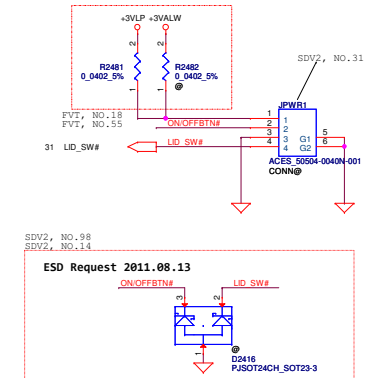 +3VLP +3VALW
2 2
R2481 R2482
0_0402_5% 0_0402_5%
@
1 1
SDV2, NO.31
JPWR1
FVT, NO.18
FVT, NO.55
ON/OFFBTN#
31 LID_SW#
LID_SW#
1 1
2 2
3 3 G1 5
4 4 G2 6
ACES_50504-0040N-001
CONN@
SDV2, NO.98
SDV2, NO.14
ESD Request 2011.08.13
ON/OFFBTN# LID_SW#
3 2
1
@
D2416
PJSOT24CH_SOT23-3